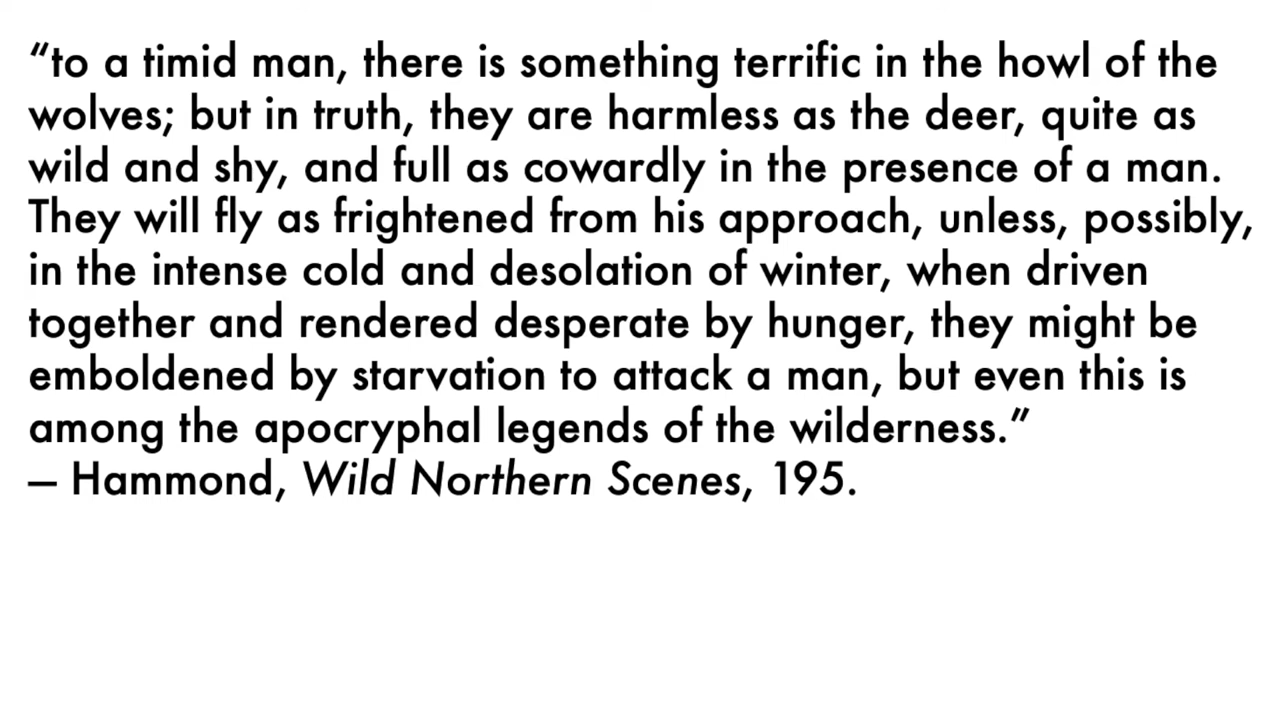 “to a timid man, there is something terrific in the howl of the
wolves; but in truth, they are harmless as the deer, quite as
wild and shy, and full as cowardly in the presence of a man.
They will fly as frightened from his approach, unless, possibly,
in the intense cold and desolation of winter, when driven
together and rendered desperate by hunger, they might be
emboldened by starvation to attack a man, but even this is
among the apocryphal legends of the wilderness.”
— Hammond, Wild Northern Scenes, 195.